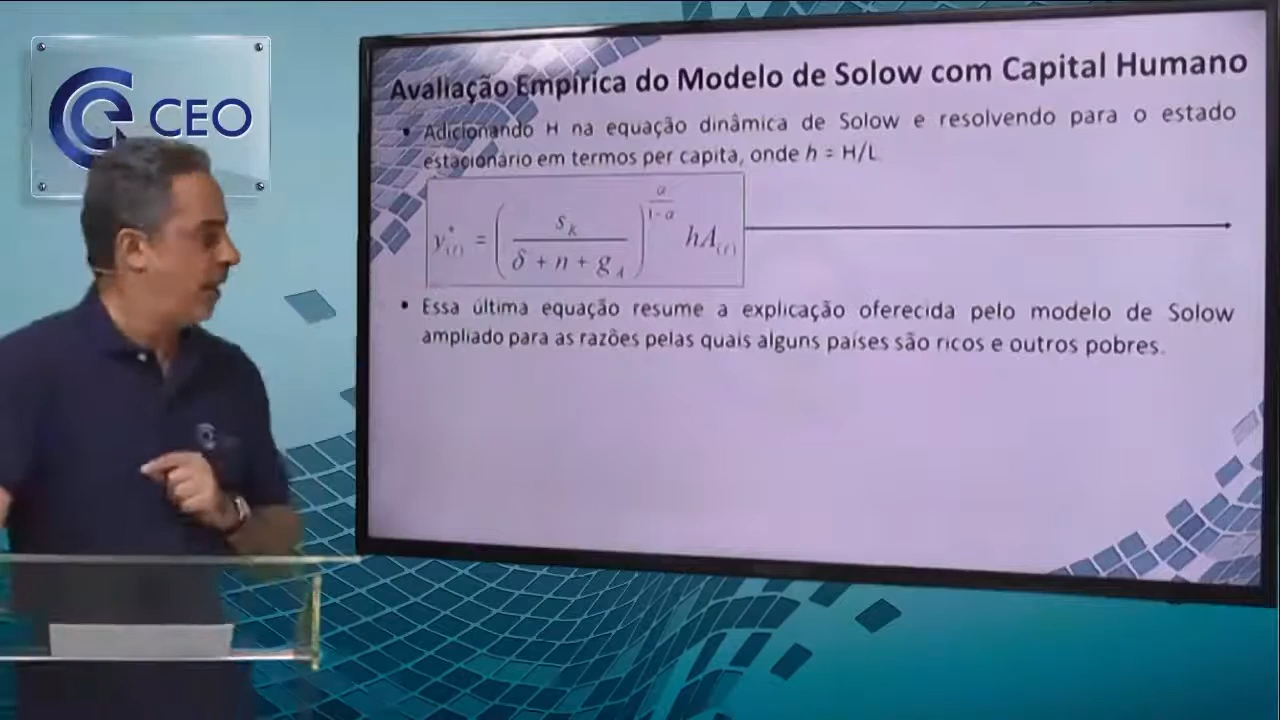 CEO
Avaliação Empírica do Modelo de Solow com Capital Humano
• Adicionando H na equação dinâmica de Solow e resolvendo para o estado
estacionário em termos per capita, onde h = H/L
y*(t) = ( s_k / (δ + n + g_A) )^(α/(1-α)) hA(t)
• Essa última equação resume a explicação oferecida pelo modelo de Solow
ampliado para as razões pelas quais alguns países são ricos e outros pobres.